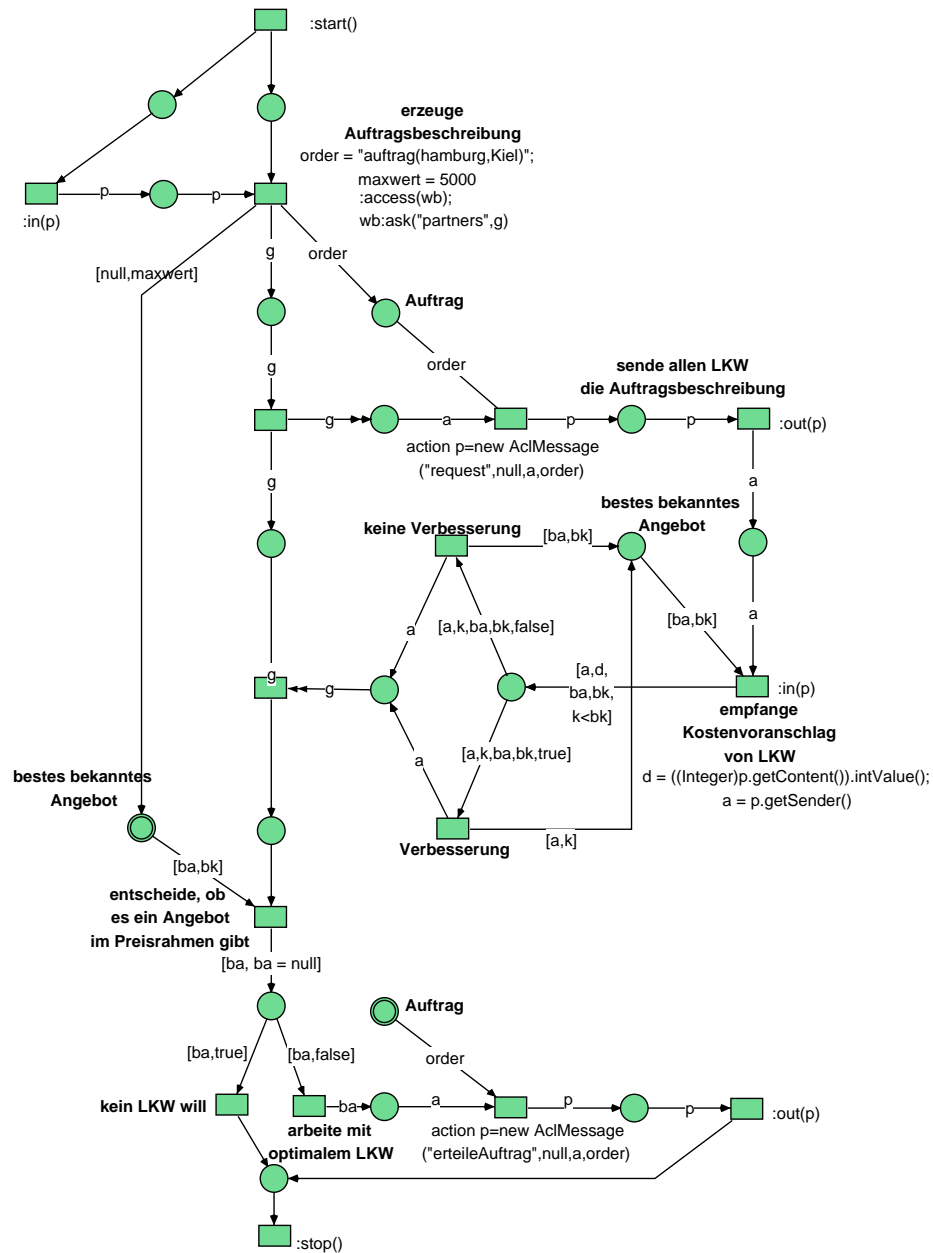 :start()
erzeuge
Auftragsbeschreibung
order = "auftrag(hamburg,Kiel)";
maxwert = 5000
:access(wb);
wb:ask("partners",g)
p
p
:in(p)
g
order
[null,maxwert]
Auftrag
g
order
sende allen LKW
die Auftragsbeschreibung
g
a
p
p
:out(p)
action p=new AclMessage
("request",null,a,order)
g
a
bestes bekanntes
Angebot
keine Verbesserung
[ba,bk]
a
[a,k,ba,bk,false]
[ba,bk]
a
g
g
[a,d,
ba,bk,
k<bk]
:in(p)
empfange
Kostenvoranschlag
von LKW
d = ((Integer)p.getContent()).intValue();
a = p.getSender()
a
[a,k,ba,bk,true]
bestes bekanntes
Angebot
Verbesserung
[a,k]
[ba,bk]
entscheide, ob
es ein Angebot
im Preisrahmen gibt
[ba, ba = null]
Auftrag
[ba,true]
[ba,false]
order
kein LKW will
ba
a
p
p
:out(p)
arbeite mit
optimalem LKW
action p=new AclMessage
("erteileAuftrag",null,a,order)
:stop()